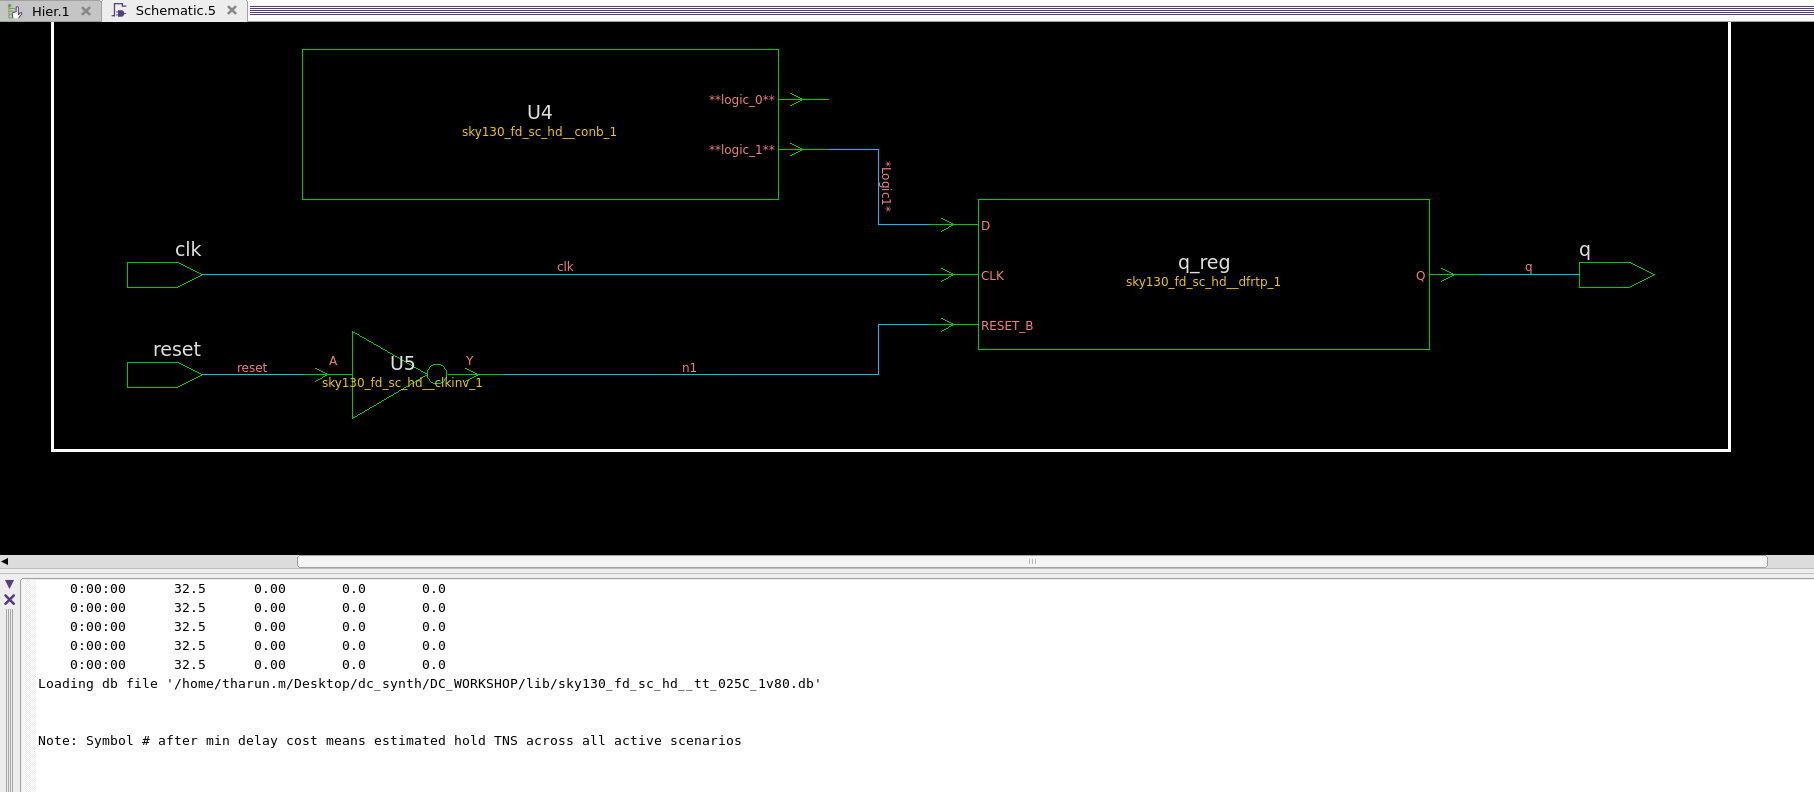 Hier.1
Schematic.5
**logic_0**
U4
sky130_fd_sc_hd__conb_1
**logic_1**
*Logic1*
D
clk
clk
CLK
q_reg
sky130_fd_sc_hd__dfrtp_1
Q
q
q
RESET_B
reset
reset
A
U5
Y
sky130_fd_sc_hd__clkinv_1
n1
0:00:00 32.5 0.00 0.0 0.0
0:00:00 32.5 0.00 0.0 0.0
0:00:00 32.5 0.00 0.0 0.0
0:00:00 32.5 0.00 0.0 0.0
0:00:00 32.5 0.00 0.0 0.0
Loading db file '/home/tharun.m/Desktop/dc_synth/DC_WORKSHOP/lib/sky130_fd_sc_hd__tt_025C_1v80.db'
Note: Symbol # after min delay cost means estimated hold TNS across all active scenarios